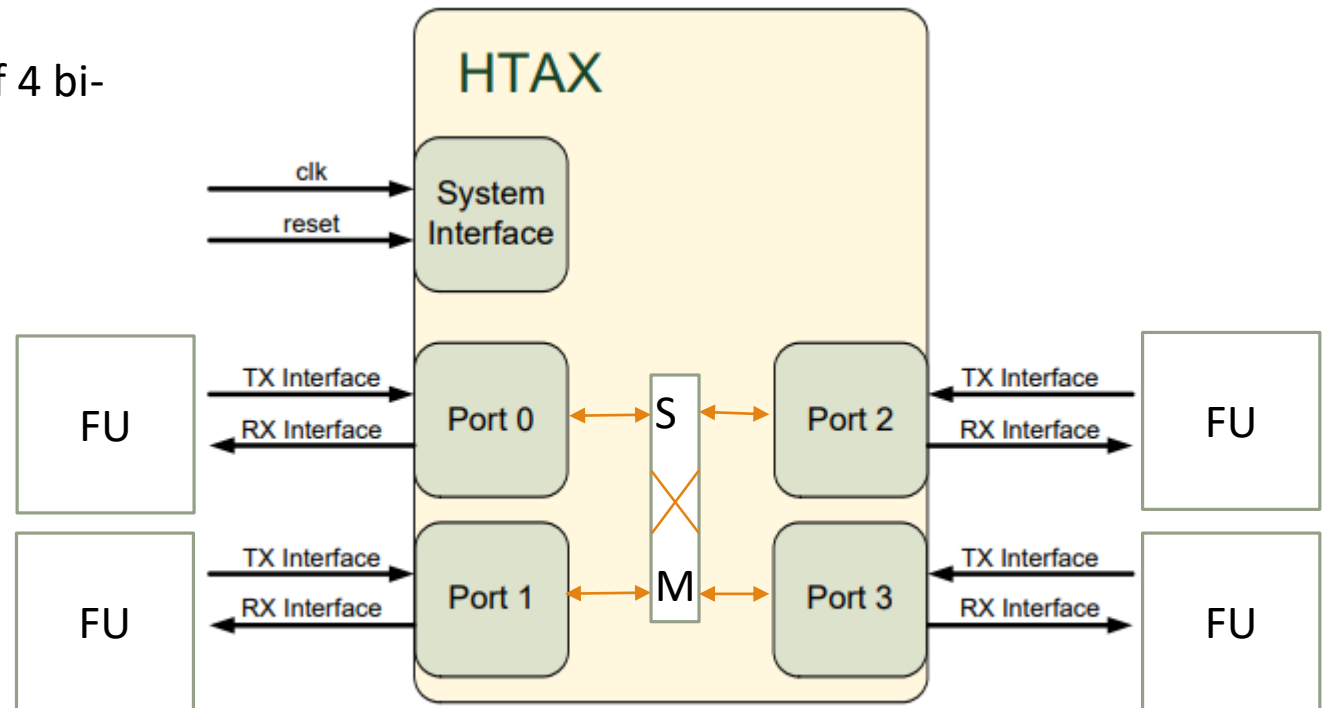 f 4 bi-
HTAX
clk
reset
System
Interface
FU
TX Interface
RX Interface
Port 0
S
Port 2
TX Interface
RX Interface
FU
FU
TX Interface
RX Interface
Port 1
M
Port 3
TX Interface
RX Interface
FU